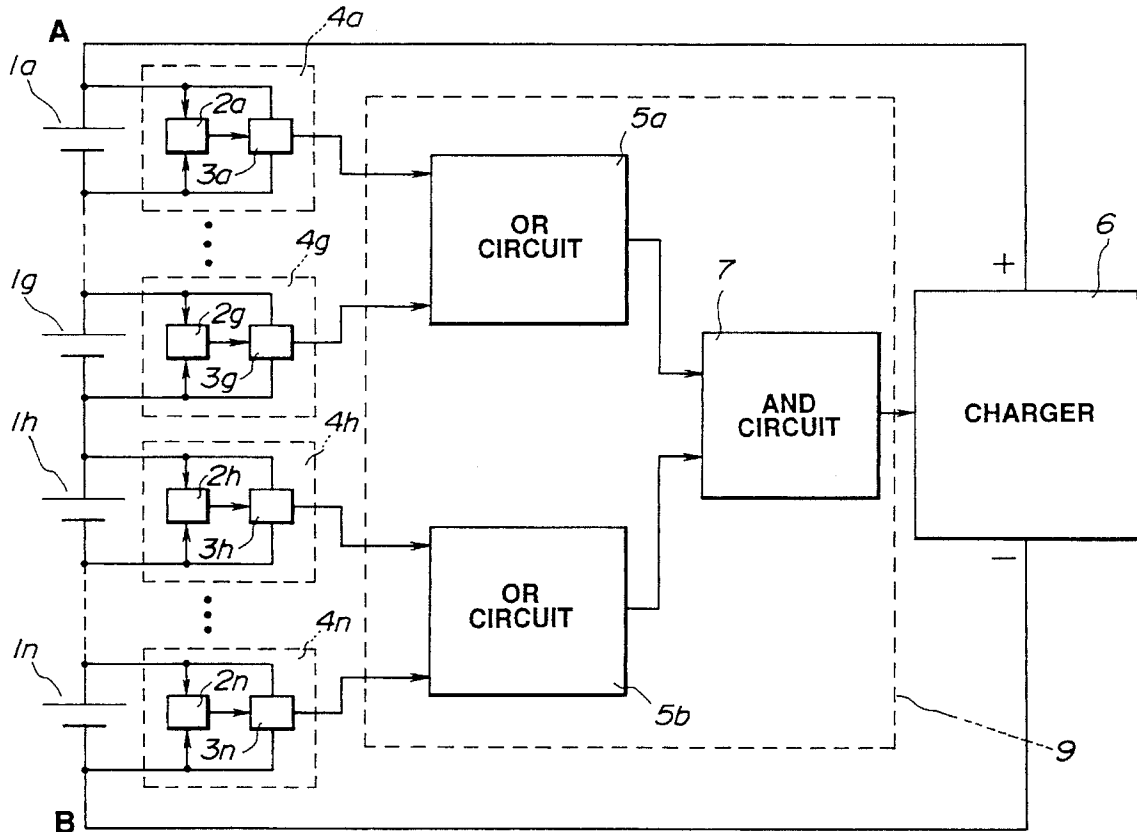 A
4a
1a
2a
5a
3a
OR
CIRCUIT
4g
6
1g
7
+
2g
3g
AND
CIRCUIT
CHARGER
4h
1h
2h
3h
−
OR
CIRCUIT
4n
1n
2n
5b
3n
9
B